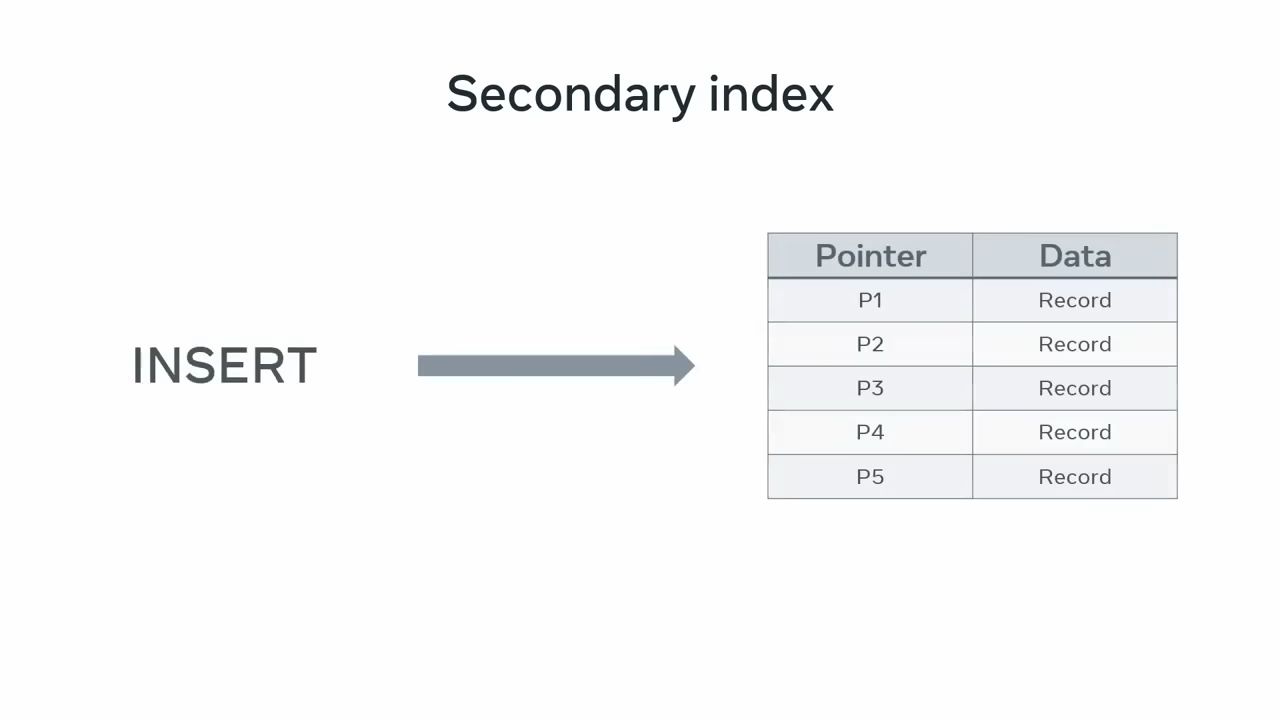 Secondary index
INSERT
Pointer Data
P1 Record
P2 Record
P3 Record
P4 Record
P5 Record